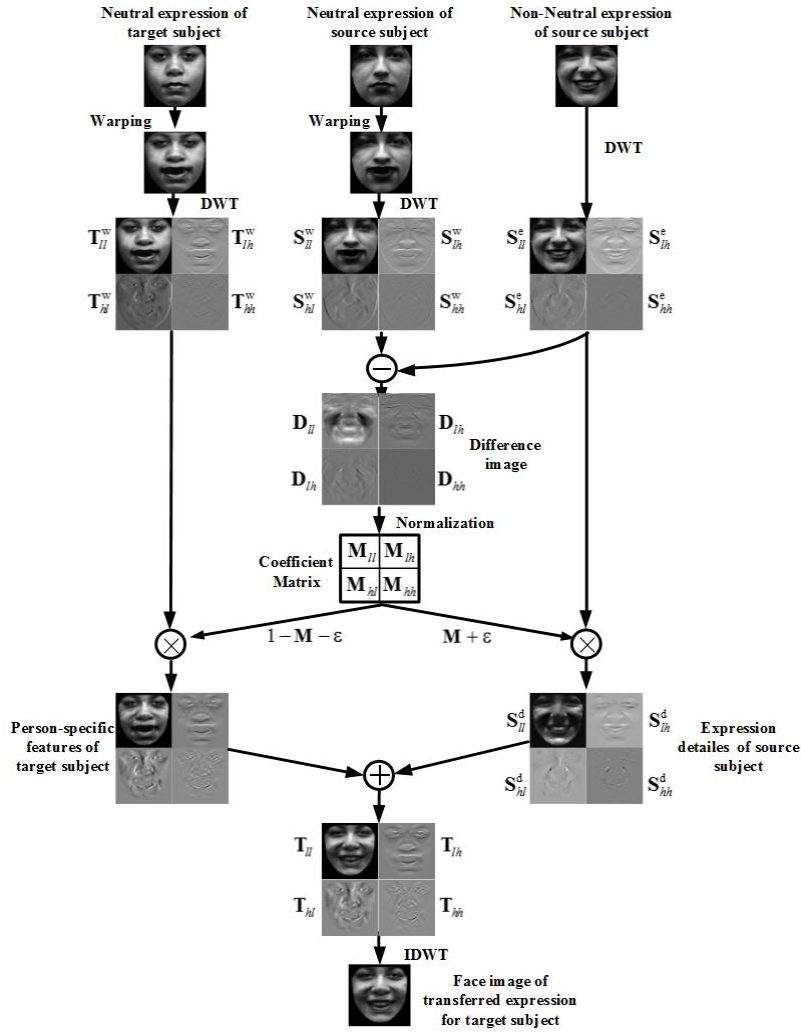 Neutral expression of
target subject
Neutral expression of
source subject
Non-Neutral expression
of source subject
Warping
Warping
DWT
DWT
DWT
T^w_ll
T^w_lh
S^w_ll
S^w_lh
S^e_ll
S^e_lh
T^w_hl
T^w_hh
S^w_hl
S^w_hh
S^e_hl
S^e_hh
−
D_ll
D_lh
Difference
image
D_lh
D_hh
Normalization
Coefficient
Matrix
M_ll M_lh
M_hl M_hh
×
1−M−ε
M+ε
×
Person-specific
features of
target subject
S^d_ll
S^d_lh
S^d_hl
S^d_hh
Expression
detailes of source
subject
+
T_ll
T_lh
T_hl
T_hh
IDWT
Face image of
transferred expression
for target subject